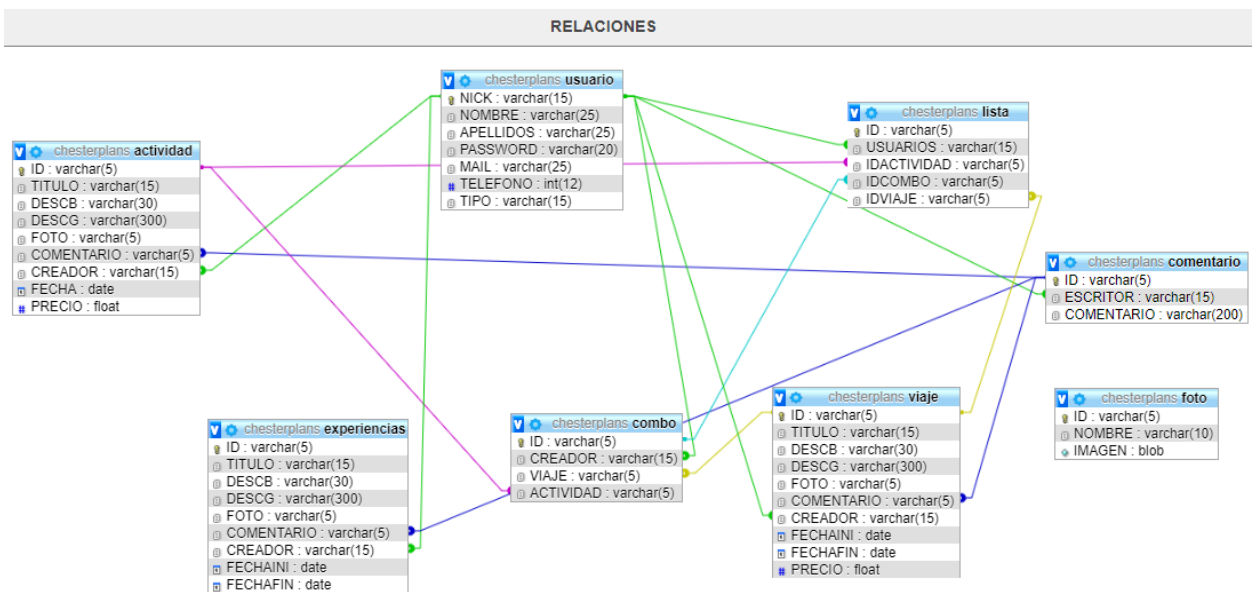 RELACIONES
chesterplans usuario
NICK : varchar(15)
NOMBRE : varchar(25)
APELLIDOS : varchar(25)
PASSWORD : varchar(20)
MAIL : varchar(25)
TELEFONO : int(12)
TIPO : varchar(15)
chesterplans lista
ID : varchar(5)
USUARIOS : varchar(15)
IDACTIVIDAD : varchar(5)
IDCOMBO : varchar(5)
IDVIAJE : varchar(5)
chesterplans actividad
ID : varchar(5)
TITULO : varchar(15)
DESCB : varchar(30)
DESCG : varchar(300)
FOTO : varchar(5)
COMENTARIO : varchar(5)
CREADOR : varchar(15)
FECHA : date
PRECIO : float
chesterplans comentario
ID : varchar(5)
ESCRITOR : varchar(15)
COMENTARIO : varchar(200)
chesterplans experiencias
ID : varchar(5)
TITULO : varchar(15)
DESCB : varchar(30)
DESCG : varchar(300)
FOTO : varchar(5)
COMENTARIO : varchar(5)
CREADOR : varchar(15)
FECHAINI : date
FECHAFIN : date
chesterplans combo
ID : varchar(5)
CREADOR : varchar(15)
VIAJE : varchar(5)
ACTIVIDAD : varchar(5)
chesterplans viaje
ID : varchar(5)
TITULO : varchar(15)
DESCB : varchar(30)
DESCG : varchar(300)
FOTO : varchar(5)
COMENTARIO : varchar(5)
CREADOR : varchar(15)
FECHAINI : date
FECHAFIN : date
PRECIO : float
chesterplans foto
ID : varchar(5)
NOMBRE : varchar(10)
IMAGEN : blob